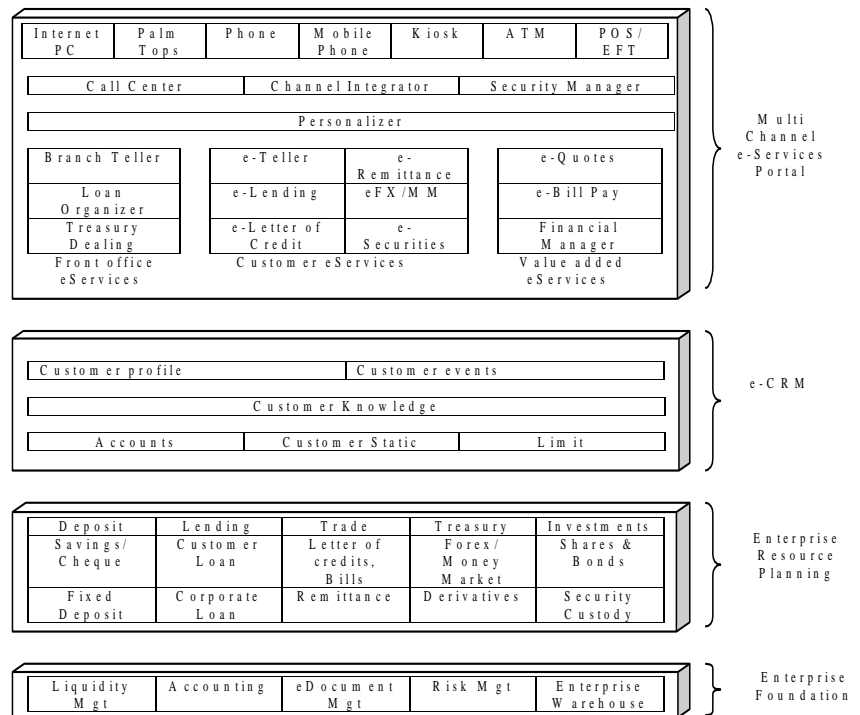 Internet PC Palm Tops Phone Mobile Phone Kiosk ATM POS/ EFT
Call Center Channel Integrator Security Manager
Personalizer
Multi
Channel
e-Services
Portal
Branch Teller
Loan
Organizer
Treasury
Dealing
Front office
eServices
e-Teller e-
Remittance
e-Lending eFX/MM
e-Letter of
Credit
e-
Securities
Customer eServices
e-Quotes
e-Bill Pay
Financial
Manager
Value added
eServices
Customer profile Customer events
Customer Knowledge
Accounts Customer Static Limit
e-CRM
Deposit Lending Trade Treasury Investments
Savings/
Cheque
Customer
Loan
Letter of
credits,
Bills
Forex/
Money
Market
Shares &
Bonds
Fixed
Deposit
Corporate
Loan
Remittance
Derivatives
Security
Custody
Enterprise
Resource
Planning
Liquidity
Mgt
Accounting
eDocument
Mgt
Risk Mgt
Enterprise
Warehouse
Enterprise
Foundation